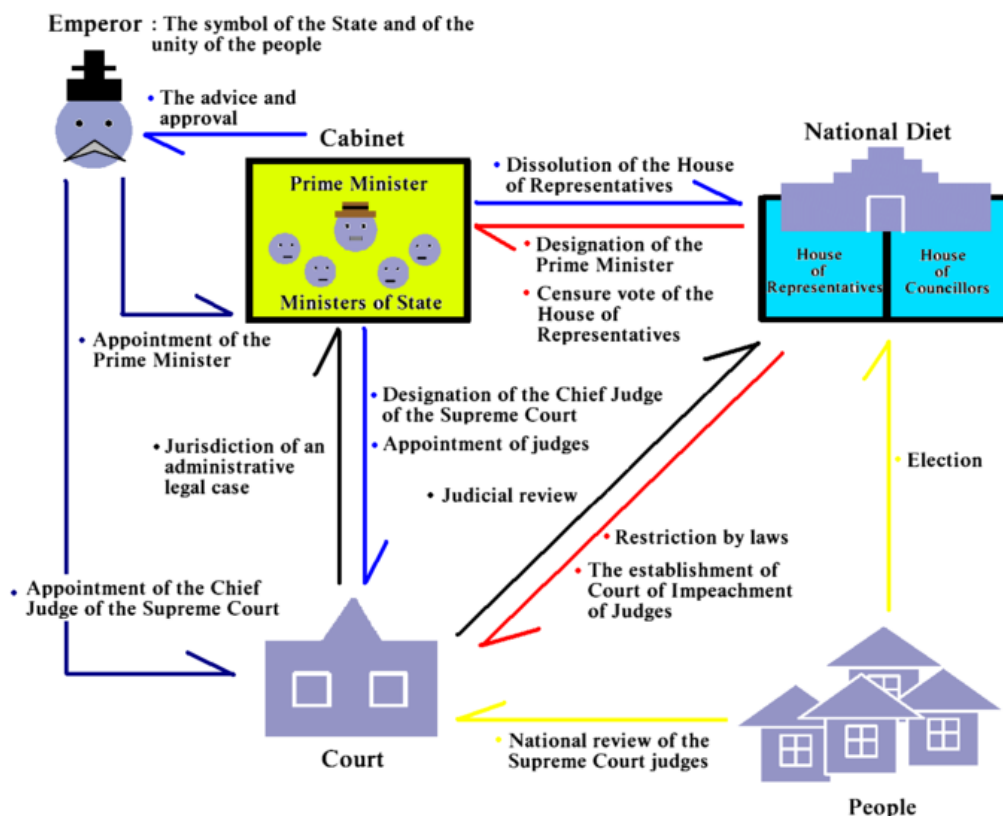 Emperor : The symbol of the State and of the
unity of the people
• The advice and
approval
Cabinet
National Diet
Prime Minister
Ministers of State
• Dissolution of the House
of Representatives
• Designation of the
Prime Minister
• Censure vote of the
House of
Representatives
House
of
Representatives
House
of
Councillors
• Appointment of the
Prime Minister
• Designation of the Chief Judge
of the Supreme Court
• Appointment of judges
• Jurisdiction of an
administrative
legal case
• Judicial review
• Election
• Restriction by laws
• The establishment of
Court of Impeachment
of Judges
• Appointment of the Chief
Judge of the Supreme Court
Court
• National review of the
Supreme Court judges
People